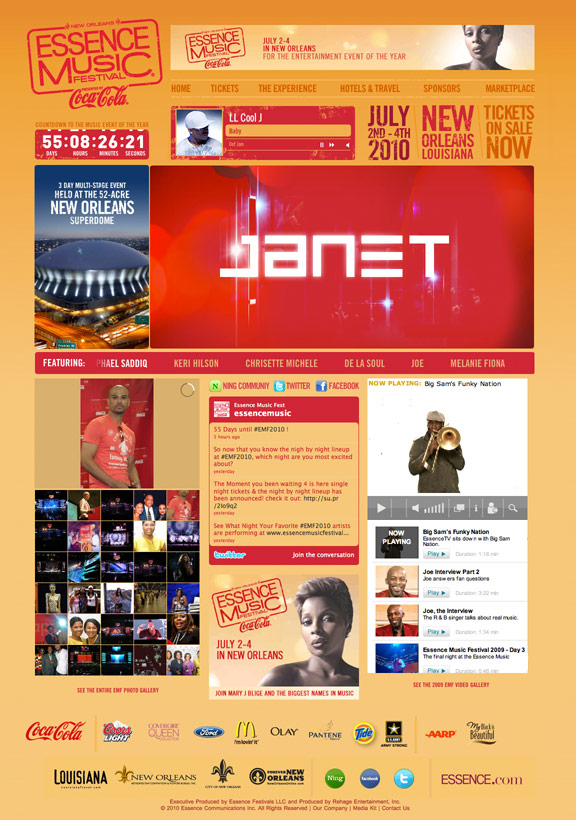 NEW ORLEANS
ESSENCE
MUSIC
FESTIVAL
PRESENTED BY
Coca-Cola
ESSENCE
MUSIC
FESTIVAL
Coca-Cola
JULY 2-4
IN NEW ORLEANS
FOR THE ENTERTAINMENT EVENT OF THE YEAR
HOME TICKETS THE EXPERIENCE HOTELS & TRAVEL SPONSORS MARKETPLACE
COUNTDOWN TO THE MUSIC EVENT OF THE YEAR
55:08:26:21
DAYS HOURS MINUTES SECONDS
LL Cool J
Baby
Def Jam
JULY
2ND - 4TH
2010
NEW
ORLEANS
LOUISIANA
TICKETS
ON SALE
NOW
3 DAY MULTI-STAGE EVENT
HELD AT THE 52-ACRE
NEW ORLEANS
SUPERDOME
JANET
FEATURING: PHAEL SADDIQ KERI HILSON CHRISETTE MICHELE DE LA SOUL JOE MELANIE FIONA
NING COMMUNIY TWITTER FACEBOOK
Essence Music Fest
essencemusic
55 Days until #EMF2010 !
5 hours ago
So now that you know the nigh by night lineup
at #EMF2010, which night are you most excited
about?
yesterday
The Moment you been waiting 4 is here single
night tickets & the night by night lineup has
been announced! check it out: http://su.pr
/2Io9q2
yesterday
See What Night Your Favorite #EMF2010 artists
are performing at www.essencemusicfestival...
yesterday
twitter Join the conversation
NOW PLAYING: Big Sam's Funky Nation
NOW
PLAYING
Big Sam's Funky Nation
EssenceTV sits down with Big Sam
Nation.
Play Duration: 1:18 min
Joe Interview Part 2
Joe answers fan questions
Play Duration: 3:22 min
Joe, the Interview
The R & B singer talks about real music.
Play Duration: 1:34 min
Essence Music Festival 2009 - Day 3
The final night at the Essence Music
Play Duration: 0:46 min
ESSENCE
MUSIC
FESTIVAL
Coca-Cola
JULY 2-4
IN NEW ORLEANS
JOIN MARY J BLIGE AND THE BIGGEST NAMES IN MUSIC
SEE THE ENTIRE EMF PHOTO GALLERY
SEE THE 2009 EMF VIDEO GALLERY
Coca-Cola
Coors
LIGHT
COVERGIRL
QUEEN
COLLECTION
Ford
i'm lovin' it
OLAY
PANTENE
Tide
U.S. ARMY
ARMY STRONG
AARP
My Black is
Beautiful
LOUISIANA
LouisianaTravel.com
NEW ORLEANS
CITY OF NEW ORLEANS
FOREVER
NEW ORLEANS
NewOrleansOnline.com
Ning
facebook
ESSENCE.com
Executive Produced by Essence Festivals LLC and Produced by Rehage Entertainment, Inc.
© 2010 Essence Communications Inc. All Rights Reserved | Our Company | Media Kit | Contact Us